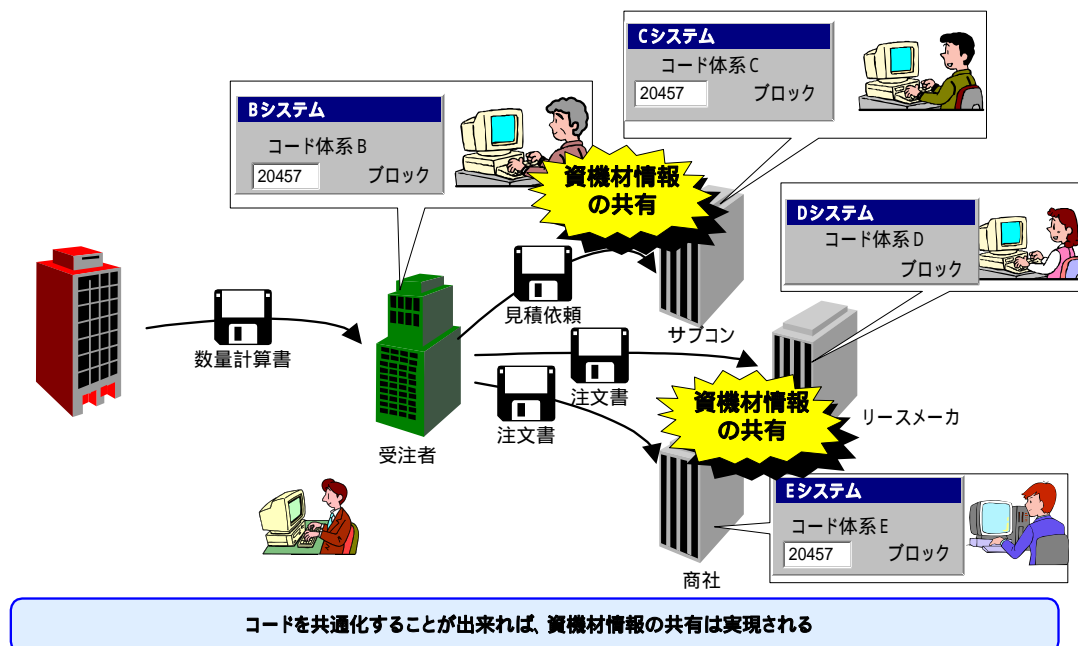 Cシステム
コード体系C
20457
ブロック
Bシステム
コード体系B
20457
ブロック
資機材情報
の共有
Dシステム
コード体系D
ブロック
見積依頼
サブコン
数量計算書
注文書
資機材情報
の共有
リースメーカ
注文書
受注者
Eシステム
コード体系E
20457
ブロック
商社
コードを共通化することが出来れば、資機材情報の共有は実現される